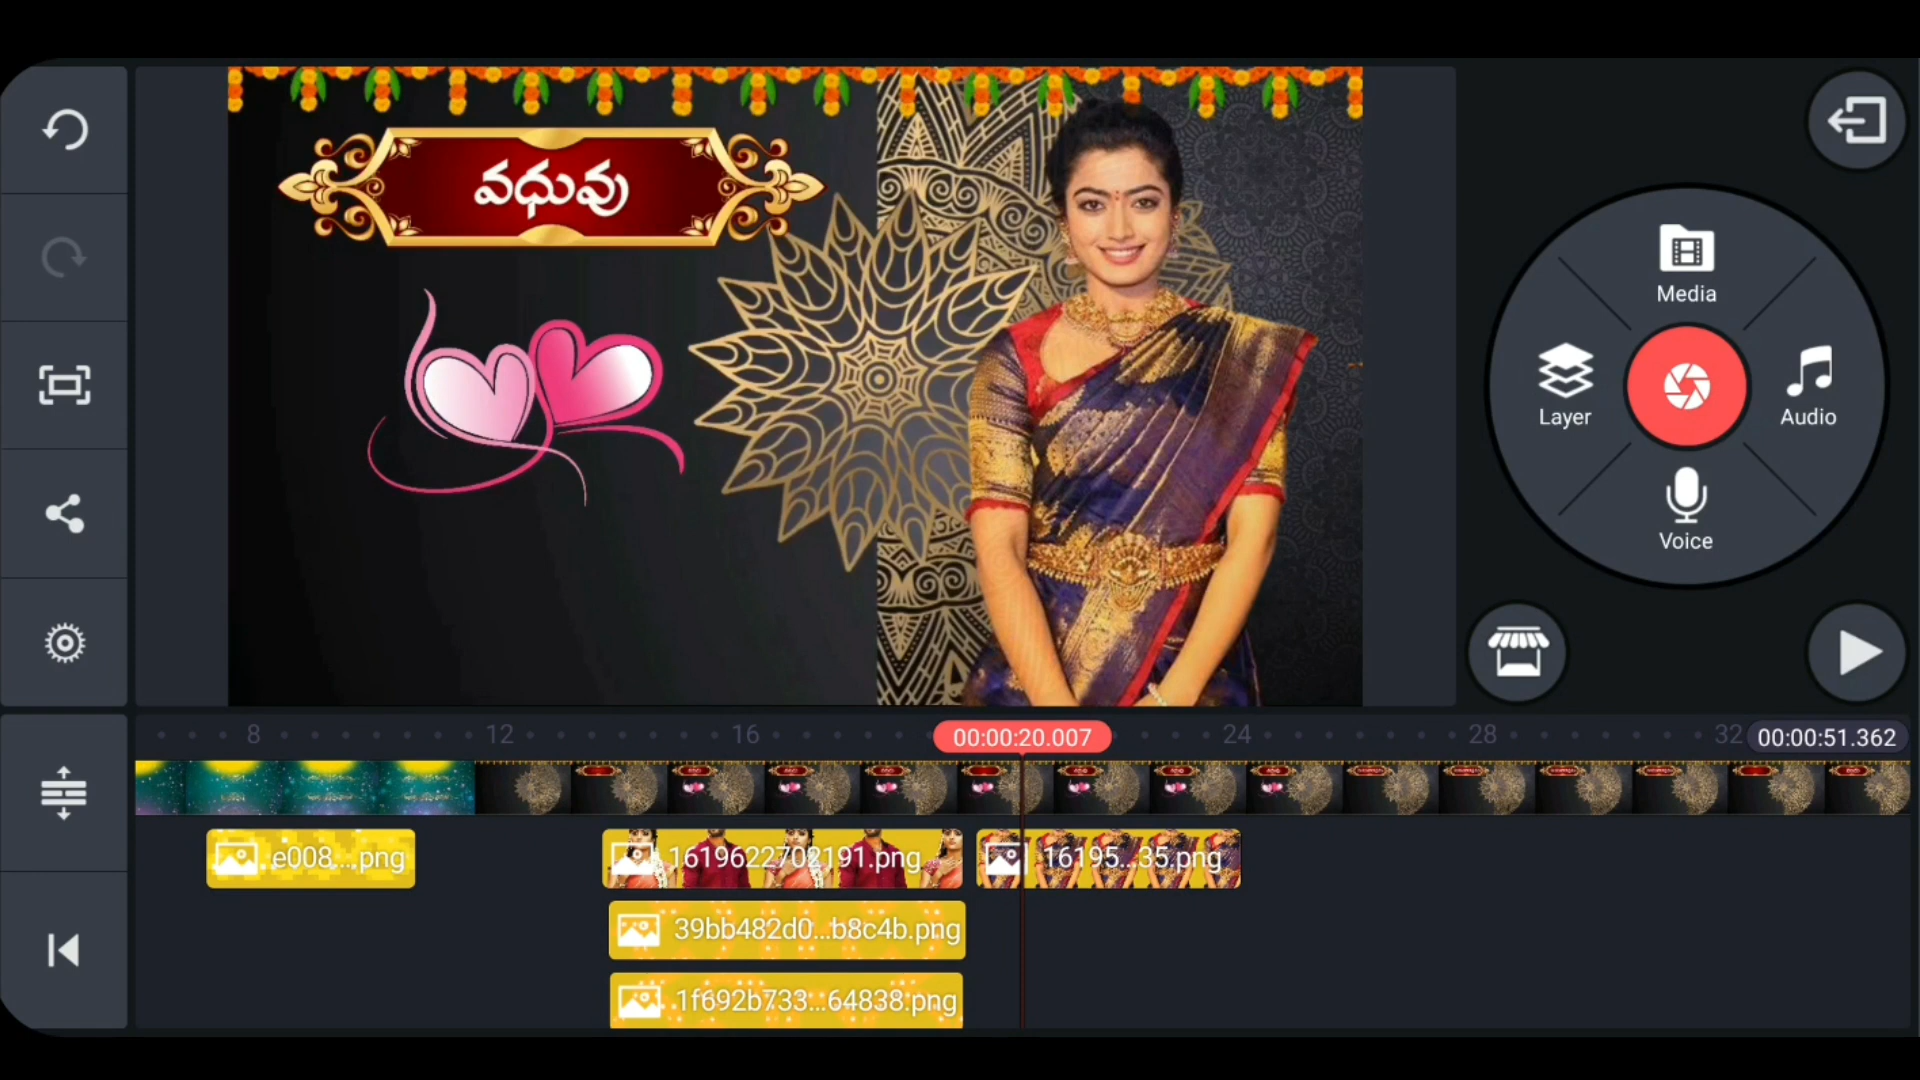 వధువు
Media
Layer
Audio
Voice
8
12
16
00:00:20.007
24
28
32
00:00:51.362
e008....png
1619622702191.png
16195...35.png
39bb482d0...b8c4b.png
1f692b733...64838.png